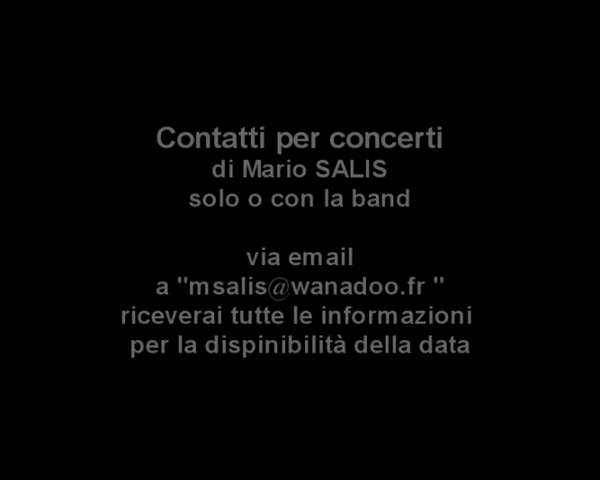 Contatti per concerti
di Mario SALIS
solo o con la band
via email
a "msalis@wanadoo.fr "
riceverai tutte le informazioni
per la dispinibilità della data